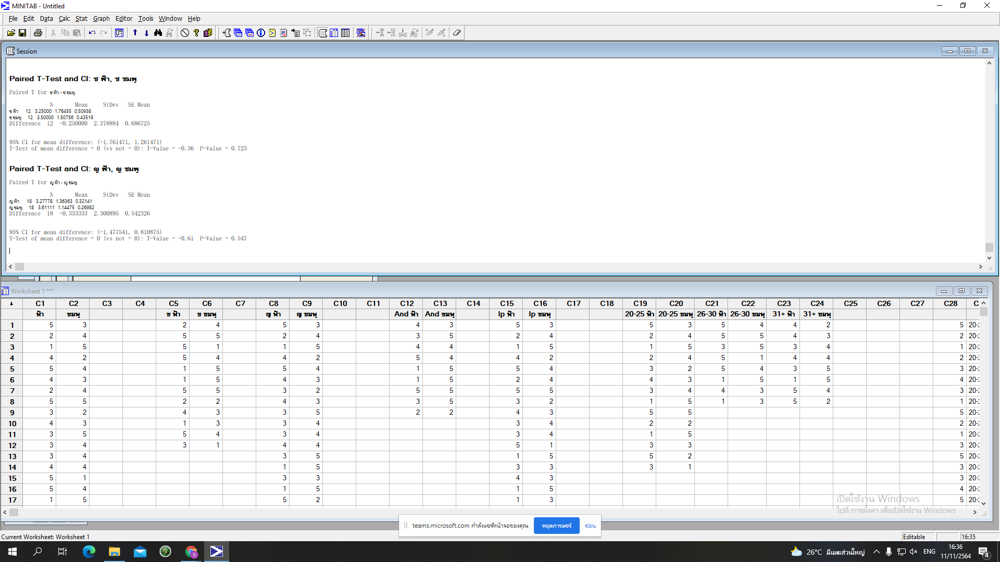 MINITAB - Untitled
File Edit Data Calc Stat Graph Editor Tools Window Help
Session
Paired T-Test and CI: ช ฟ้า, ช ชมพู
Paired T for ช ฟ้า - ช ชมพู
N Mean StDev SE Mean
ช ฟ้า 12 3.25000 1.76455 0.50938
ช ชมพู 12 3.50000 1.50756 0.43519
Difference 12 -0.250000 2.378884 0.686725
95% CI for mean difference: (-1.761471, 1.261471)
T-Test of mean difference = 0 (vs not = 0): T-Value = -0.36 P-Value = 0.723
Paired T-Test and CI: ญ ฟ้า, ญ ชมพู
Paired T for ญ ฟ้า - ญ ชมพู
N Mean StDev SE Mean
ญ ฟ้า 18 3.27778 1.36363 0.32141
ญ ชมพู 18 3.61111 1.14475 0.26982
Difference 18 -0.333333 2.300895 0.542326
95% CI for mean difference: (-1.477541, 0.810875)
T-Test of mean difference = 0 (vs not = 0): T-Value = -0.61 P-Value = 0.547
Worksheet 1 ***
↓ C1 C2 C3 C4 C5 C6 C7 C8 C9 C10 C11 C12 C13 C14 C15 C16 C17 C18 C19 C20 C21 C22 C23 C24 C25 C26 C27 C28 C
ฟ้า ชมพู ช ฟ้า ช ชมพู ญ ฟ้า ญ ชมพู And ฟ้า And ชมพู Ip ฟ้า Ip ชมพู 20-25 ฟ้า 20-25 ชมพู 26-30 ฟ้า 26-30 ชมพู 31+ ฟ้า 31+ ชมพู
1 5 3 2 4 5 3 4 3 5 3 5 3 5 4 4 2 5 20-
2 2 4 5 5 2 4 3 5 2 4 2 4 5 5 4 3 2 20-
3 1 5 5 1 1 5 4 4 1 5 1 5 3 5 3 4 1 20-
4 4 2 5 4 4 2 5 4 4 2 2 4 5 1 4 4 2 20-
5 5 4 1 5 5 4 1 5 5 4 3 2 5 4 3 5 3 20-
6 4 3 1 5 4 3 1 5 2 4 4 3 1 5 1 5 4 20-
7 2 4 5 5 3 2 5 5 5 5 3 4 4 3 5 4 3 20-
8 5 5 2 2 4 3 3 5 3 2 1 5 1 3 5 2 1 20-
9 3 2 4 3 3 5 2 2 4 3 5 5 5 20-
10 4 3 1 3 3 4 3 4 2 2 2 20-
11 3 5 5 4 3 4 3 4 1 5 1 20-
12 3 4 3 1 4 4 5 1 3 3 3 20-
13 3 4 3 5 1 5 5 2 5 20-
14 4 4 1 5 3 3 3 1 3 20-
15 5 1 3 3 4 3 3 20-
16 5 4 1 5 1 5 4 20-
17 1 5 5 2 1 3 5 20-
เปิดใช้งาน Windows
ไปที่ การตั้งค่า เพื่อเปิดใช้งาน Windows
teams.microsoft.com กำลังแชร์หน้าจอของคุณ หยุดการแชร์ ซ่อน
Current Worksheet: Worksheet 1 Editable 16:35
26°C มีเมฆส่วนใหญ่ ENG 16:36
11/11/2564 4